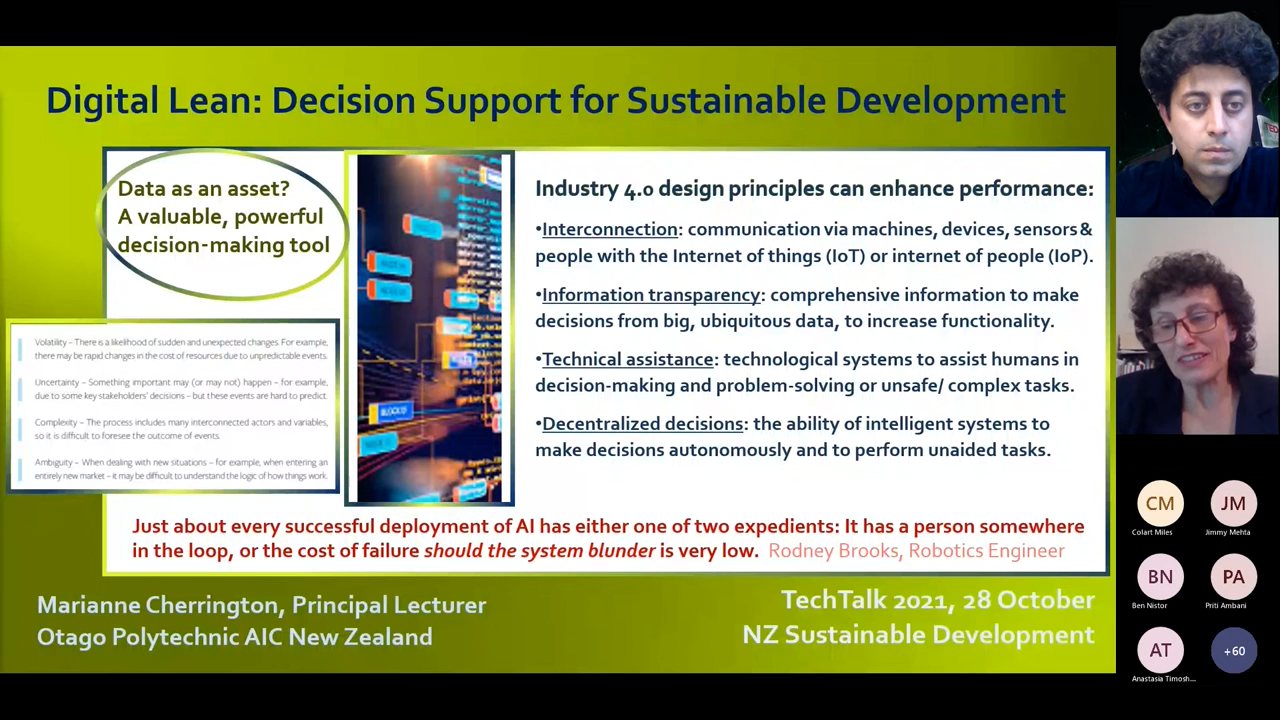 Digital Lean: Decision Support for Sustainable Development
Data as an asset?
A valuable, powerful
decision-making tool
Volatility – There is a likelihood of sudden and unexpected changes. For example,
there may be rapid changes in the cost of resources due to unpredictable events.
Uncertainty – Something important may (or may not) happen – for example,
due to some key stakeholders' decisions – but these events are hard to predict.
Complexity – The process includes many interconnected actors and variables,
so it is difficult to foresee the outcome of events.
Ambiguity – When dealing with new situations – for example, when entering an
entirely new market – it may be difficult to understand the logic of how things work.
BLOCK
Industry 4.0 design principles can enhance performance:
•Interconnection: communication via machines, devices, sensors &
people with the Internet of things (IoT) or internet of people (IoP).
•Information transparency: comprehensive information to make
decisions from big, ubiquitous data, to increase functionality.
•Technical assistance: technological systems to assist humans in
decision-making and problem-solving or unsafe/ complex tasks.
•Decentralized decisions: the ability of intelligent systems to
make decisions autonomously and to perform unaided tasks.
Just about every successful deployment of AI has either one of two expedients: It has a person somewhere
in the loop, or the cost of failure should the system blunder is very low. Rodney Brooks, Robotics Engineer
Marianne Cherrington, Principal Lecturer
Otago Polytechnic AIC New Zealand
TechTalk 2021, 28 October
NZ Sustainable Development
CM
Colart Miles
JM
Jimmy Mehta
BN
Ben Nistor
PA
Priti Ambani
AT
Anastasia Timosh...
+60